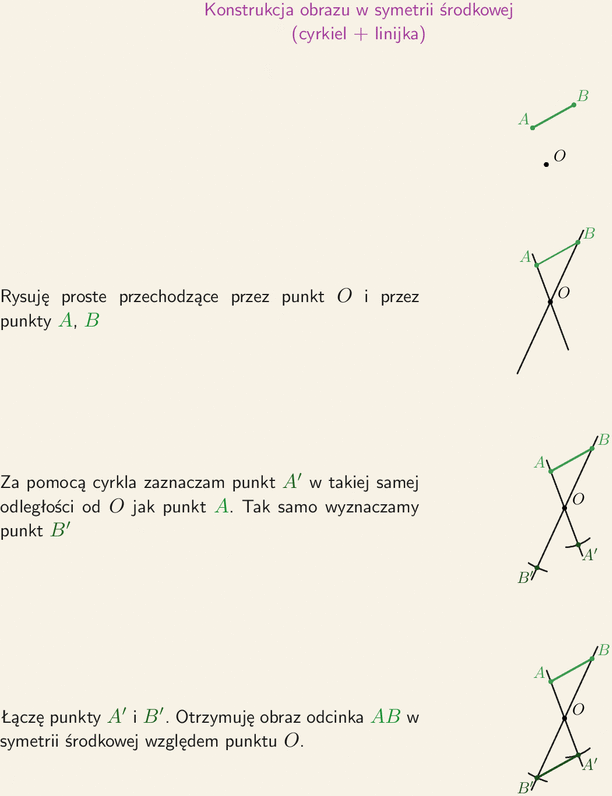 Konstrukcja obrazu w symetrii środkowej
(cyrkiel + linijka)
B
A
O
B
A
O
Rysuję proste przechodzące przez punkt O i przez
punkty A, B
B
A
Za pomocą cyrkla zaznaczam punkt A′ w takiej samej
odległości od O jak punkt A. Tak samo wyznaczamy
punkt B′
O
A′
B′
B
A
O
Łączę punkty A′ i B′. Otrzymuję obraz odcinka AB w
symetrii środkowej względem punktu O.
A′
B′